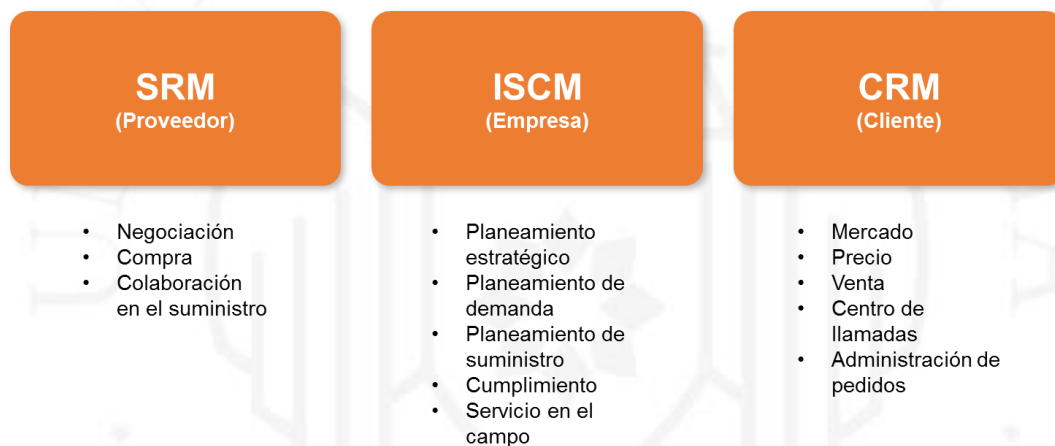 SRM
(Proveedor)
• Negociación
• Compra
• Colaboración
en el suministro
ISCM
(Empresa)
• Planeamiento
estratégico
• Planeamiento de
demanda
• Planeamiento de
suministro
• Cumplimiento
• Servicio en el
campo
CRM
(Cliente)
• Mercado
• Precio
• Venta
• Centro de
llamadas
• Administración de
pedidos